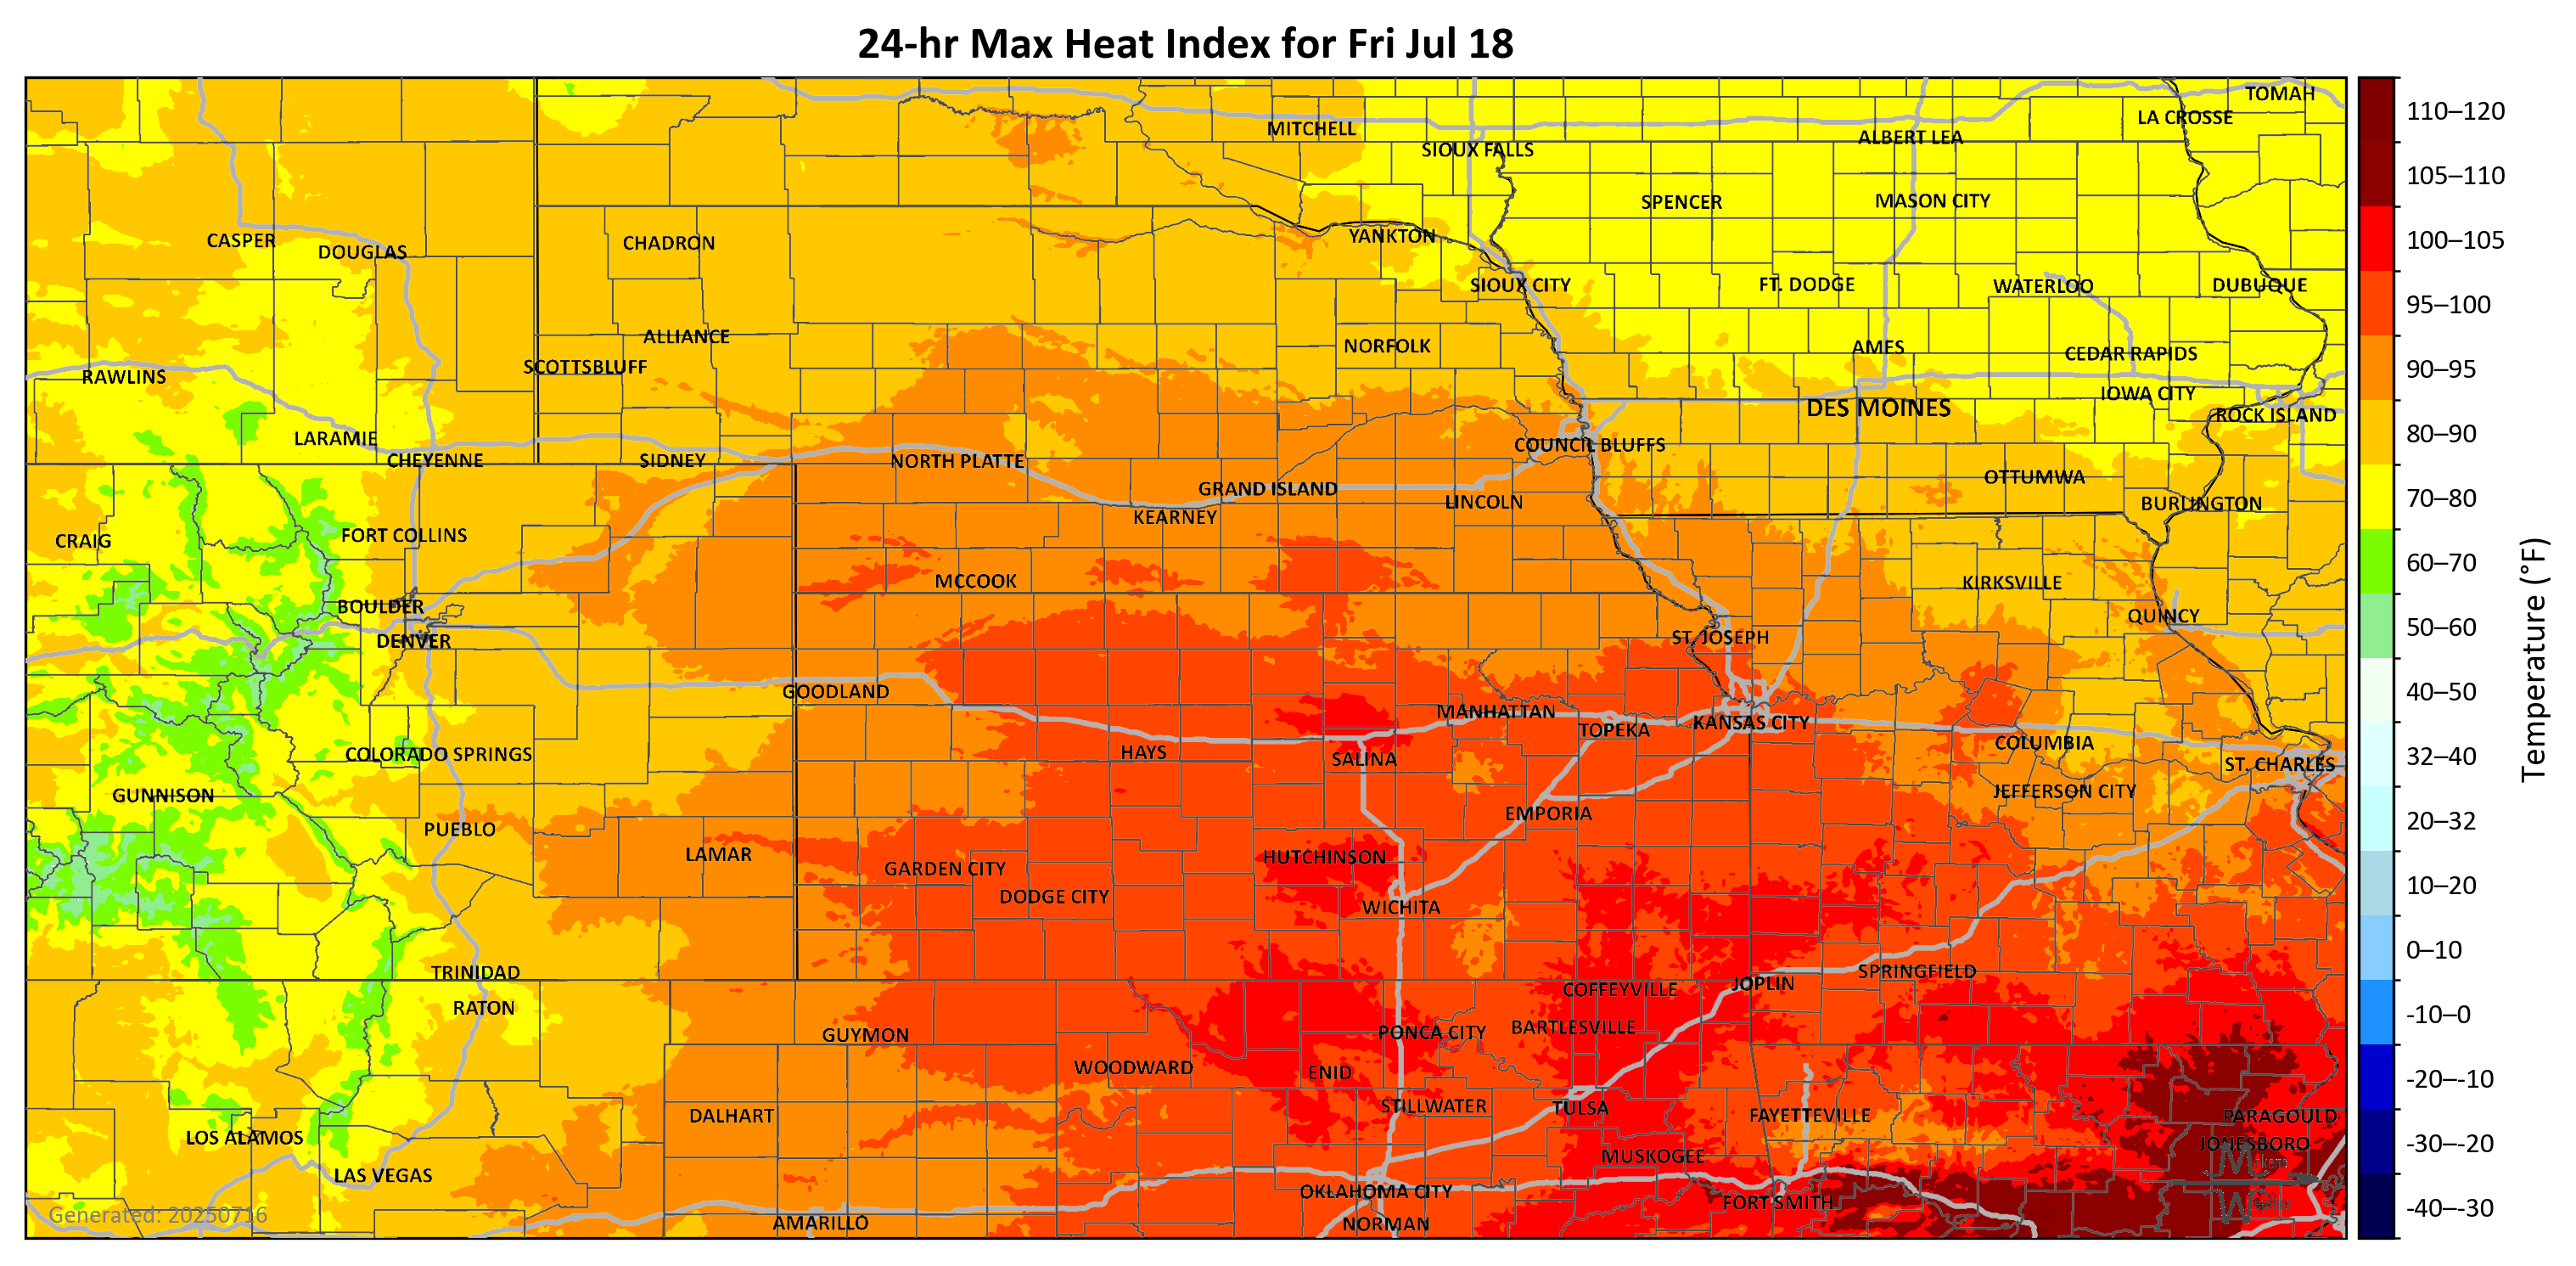 24-hr Max Heat Index for Fri Jul 18
TOMAH
LA CROSSE
MITCHELL
ALBERT LEA
SIOUX FALLS
SPENCER
MASON CITY
CASPER
DOUGLAS
CHADRON
YANKTON
SIOUX CITY
FT. DODGE
WATERLOO
DUBUQUE
ALLIANCE
NORFOLK
AMES
CEDAR RAPIDS
SCOTTSBLUFF
RAWLINS
IOWA CITY
DES MOINES
ROCK ISLAND
LARAMIE
COUNCIL BLUFFS
CHEYENNE
SIDNEY
NORTH PLATTE
OTTUMWA
GRAND ISLAND
LINCOLN
BURLINGTON
KEARNEY
CRAIG
FORT COLLINS
MCCOOK
KIRKSVILLE
BOULDER
QUINCY
DENVER
ST. JOSEPH
GOODLAND
MANHATTAN
TOPEKA
KANSAS CITY
COLUMBIA
COLORADO SPRINGS
HAYS
SALINA
ST. CHARLES
GUNNISON
JEFFERSON CITY
EMPORIA
PUEBLO
LAMAR
HUTCHINSON
GARDEN CITY
DODGE CITY
WICHITA
TRINIDAD
SPRINGFIELD
JOPLIN
COFFEYVILLE
RATON
GUYMON
PONCA CITY
BARTLESVILLE
WOODWARD
ENID
STILLWATER
TULSA
DALHART
FAYETTEVILLE
PARAGOULD
LOS ALAMOS
JONESBORO
MUSKOGEE
LAS VEGAS
OKLAHOMA CITY
FORT SMITH
AMARILLO
NORMAN
Generated: 20250716
110–120
105–110
100–105
95–100
90–95
80–90
70–80
60–70
50–60
40–50
32–40
20–32
10–20
0–10
-10–0
-20–-10
-30–-20
-40–-30
Temperature (°F)